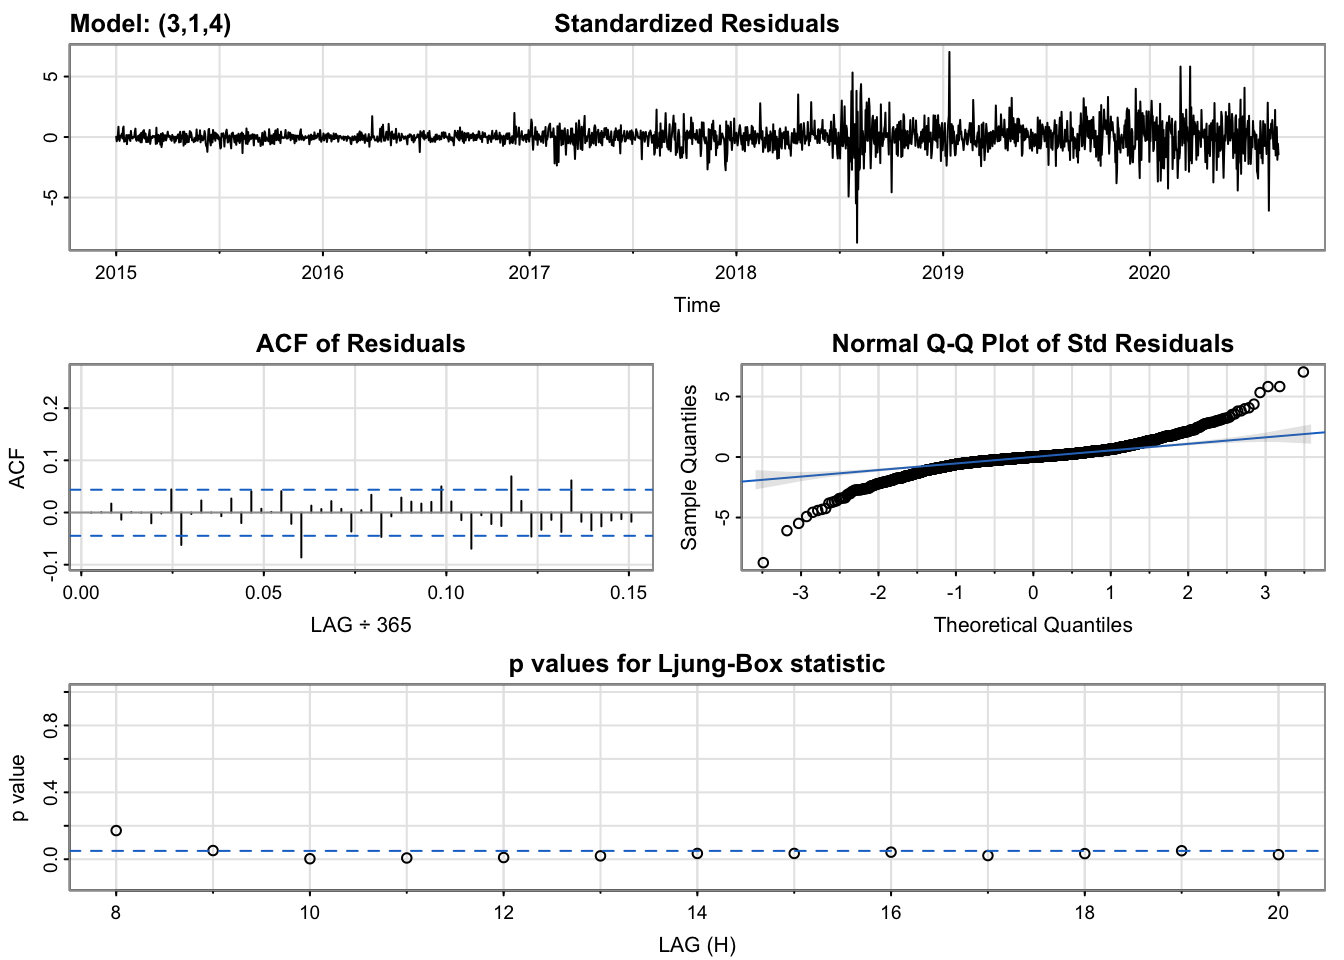 Model: (3,1,4) Standardized Residuals
5
0
-5
2015 2016 2017 2018 2019 2020
Time
ACF of Residuals
ACF
0.2
0.1
0.0
-0.1
0.00 0.05 0.10 0.15
LAG ÷ 365
Normal Q-Q Plot of Std Residuals
Sample Quantiles
5
0
-5
-3 -2 -1 0 1 2 3
Theoretical Quantiles
p values for Ljung-Box statistic
p value
0.8
0.4
0.0
8 10 12 14 16 18 20
LAG (H)